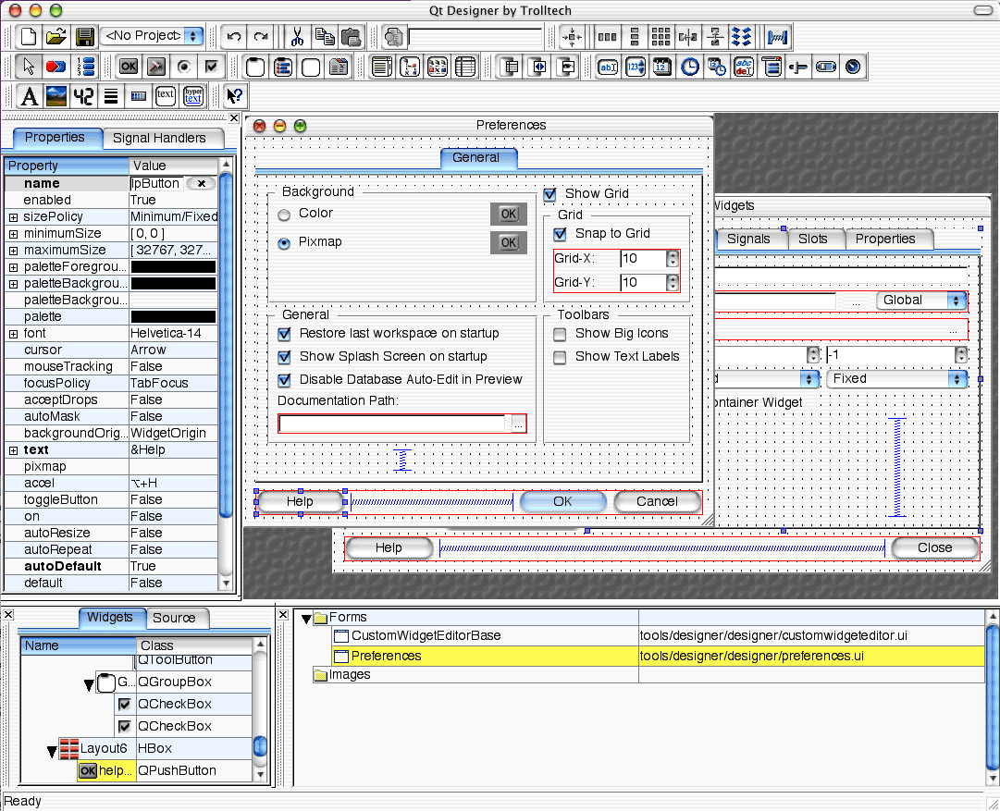 Qt Designer by Trolltech
<No Project
OK
text
hyper text
Properties
Signal Handlers
Property Value
name lpButton
enabled True
sizePolicy Minimum/Fixed
minimumSize [ 0, 0 ]
maximumSize [ 32767, 327...
paletteForegrou...
paletteBackgrou...
paletteBackgrou...
palette
font Helvetica-14
cursor Arrow
mouseTracking False
focusPolicy TabFocus
acceptDrops False
autoMask False
backgroundOrig... WidgetOrigin
text &Help
pixmap
accel ⌥+H
toggleButton False
on False
autoResize False
autoRepeat False
autoDefault True
default False
Preferences
General
Background
Color OK
Pixmap OK
Show Grid
Grid
Snap to Grid
Grid-X: 10
Grid-Y: 10
General
Restore last workspace on startup
Show Splash Screen on startup
Disable Database Auto-Edit in Preview
Documentation Path:
...
Toolbars
Show Big Icons
Show Text Labels
Help OK Cancel
Widgets
Signals Slots Properties
... Global
...
-1
d Fixed
ontainer Widget
Help Close
Widgets Source
Name Class
QToolButton
G... QGroupBox
QCheckBox
QCheckBox
Layout6 HBox
OK help... QPushButton
Forms
CustomWidgetEditorBase tools/designer/designer/customwidgeteditor.ui
Preferences tools/designer/designer/preferences.ui
Images
Ready